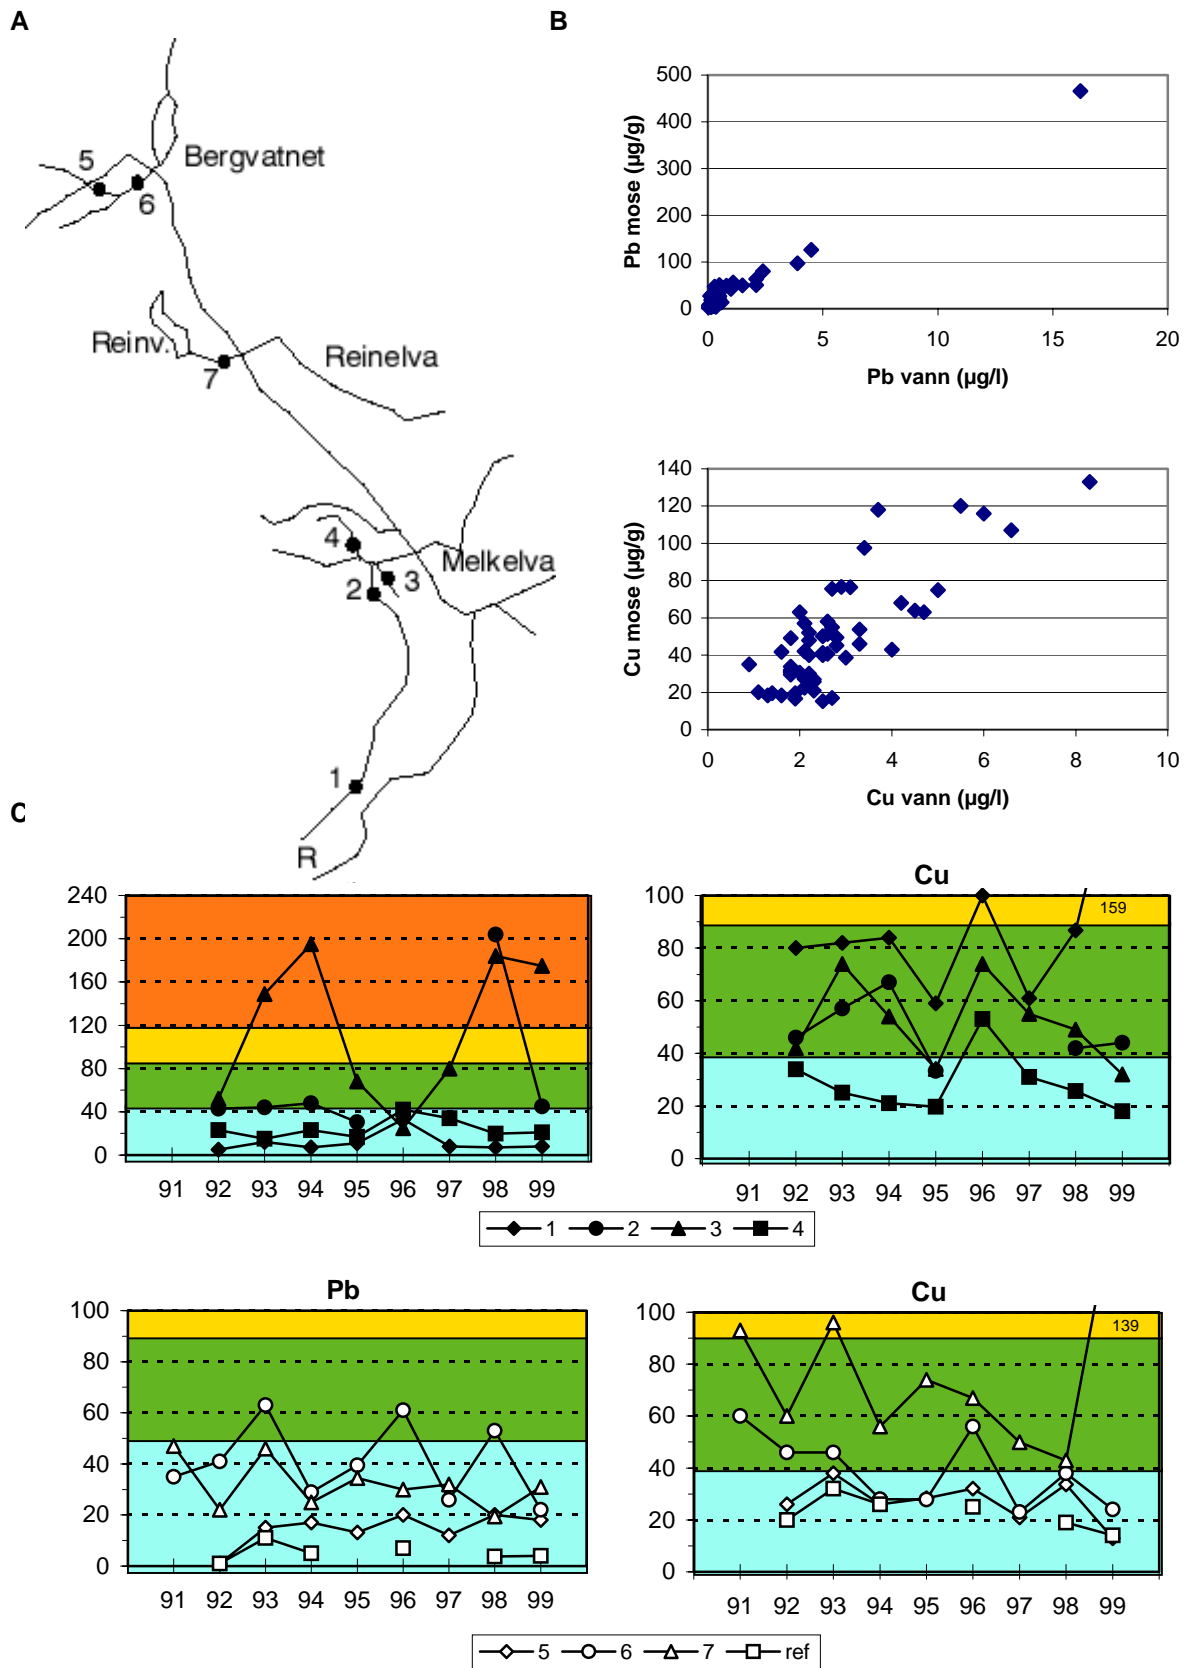 A
B
5
Bergvatnet
6
Reinv.
Reinelva
7
4
Melkelva
3
2
1
R
500
400
300
200
100
0
Pb mose (µg/g)
0 5 10 15 20
Pb vann (µg/l)
140
120
100
80
60
40
20
0
Cu mose (µg/g)
0 2 4 6 8 10
Cu vann (µg/l)
C
240
200
160
120
80
40
0
91 92 93 94 95 96 97 98 99
Cu
100
80
60
40
20
0
159
91 92 93 94 95 96 97 98 99
1 2 3 4
Pb
100
80
60
40
20
0
91 92 93 94 95 96 97 98 99
Cu
100
80
60
40
20
0
139
91 92 93 94 95 96 97 98 99
5 6 7 ref